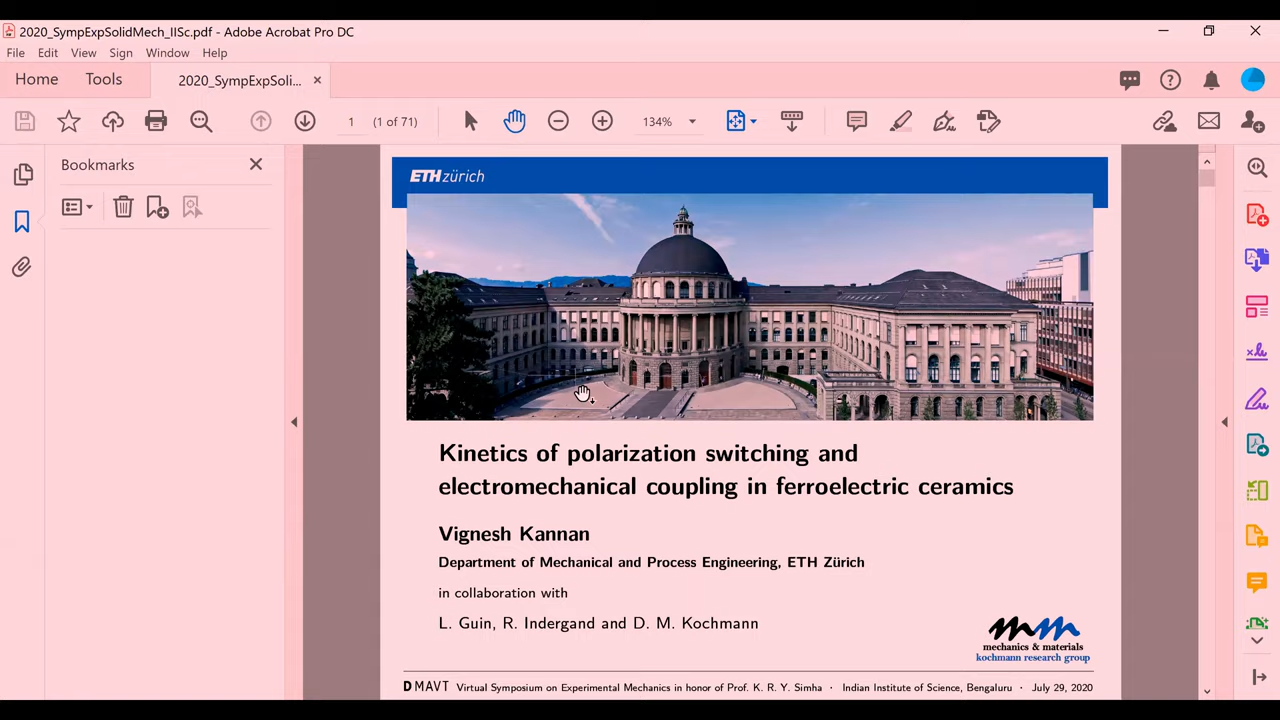 2020_SympExpSolidMech_IISc.pdf - Adobe Acrobat Pro DC
File Edit View Sign Window Help
Home Tools 2020_SympExpSoli... ×
1 (1 of 71) 134%
Bookmarks
ETH zürich
Kinetics of polarization switching and
electromechanical coupling in ferroelectric ceramics
Vignesh Kannan
Department of Mechanical and Process Engineering, ETH Zürich
in collaboration with
L. Guin, R. Indergand and D. M. Kochmann
mm
mechanics & materials
kochmann research group
D MAVT Virtual Symposium on Experimental Mechanics in honor of Prof. K. R. Y. Simha · Indian Institute of Science, Bengaluru · July 29, 2020